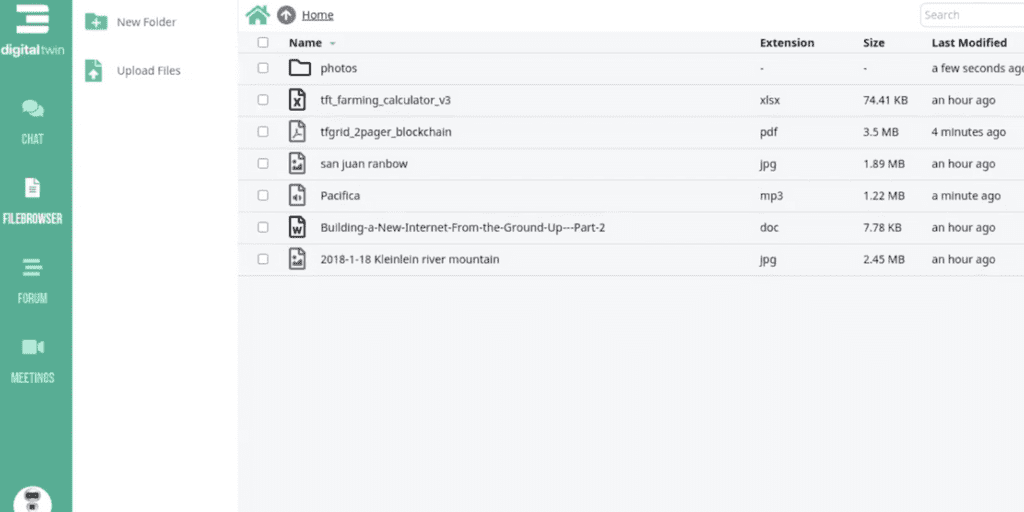 digitaltwin
CHAT
FILEBROWSER
FORUM
MEETINGS
New Folder
Upload Files
Home
Search
Name Extension Size Last Modified
photos - - a few seconds ago
tft_farming_calculator_v3 xlsx 74.41 KB an hour ago
tfgrid_2pager_blockchain pdf 3.5 MB 4 minutes ago
san juan ranbow jpg 1.89 MB an hour ago
Pacifica mp3 1.22 MB a minute ago
Building-a-New-Internet-From-the-Ground-Up---Part-2 doc 7.78 KB an hour ago
2018-1-18 Kleinlein river mountain jpg 2.45 MB an hour ago